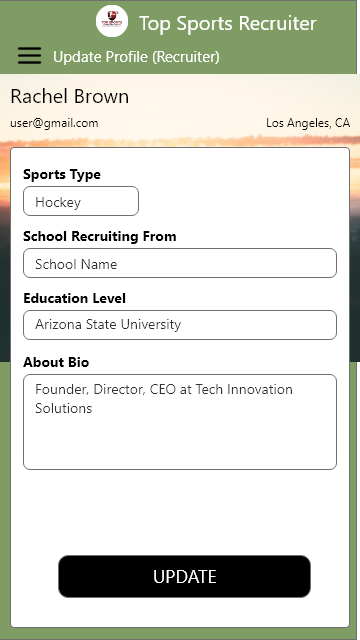 Top Sports Recruiter
Update Profile (Recruiter)
Rachel Brown
user@gmail.com
Los Angeles, CA
Sports Type
Hockey
School Recruiting From
School Name
Education Level
Arizona State University
About Bio
Founder, Director, CEO at Tech Innovation
Solutions
UPDATE